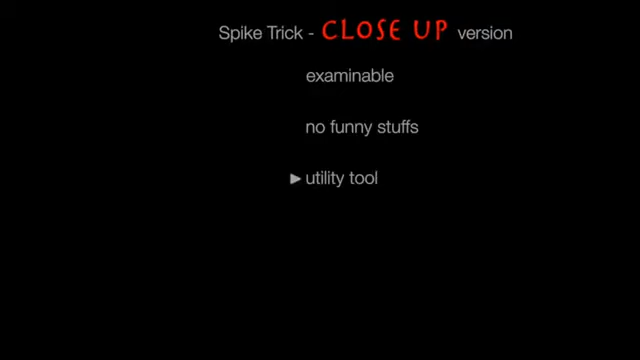 Spike Trick - CLOSE UP version
examinable
no funny stuffs
▶ utility tool